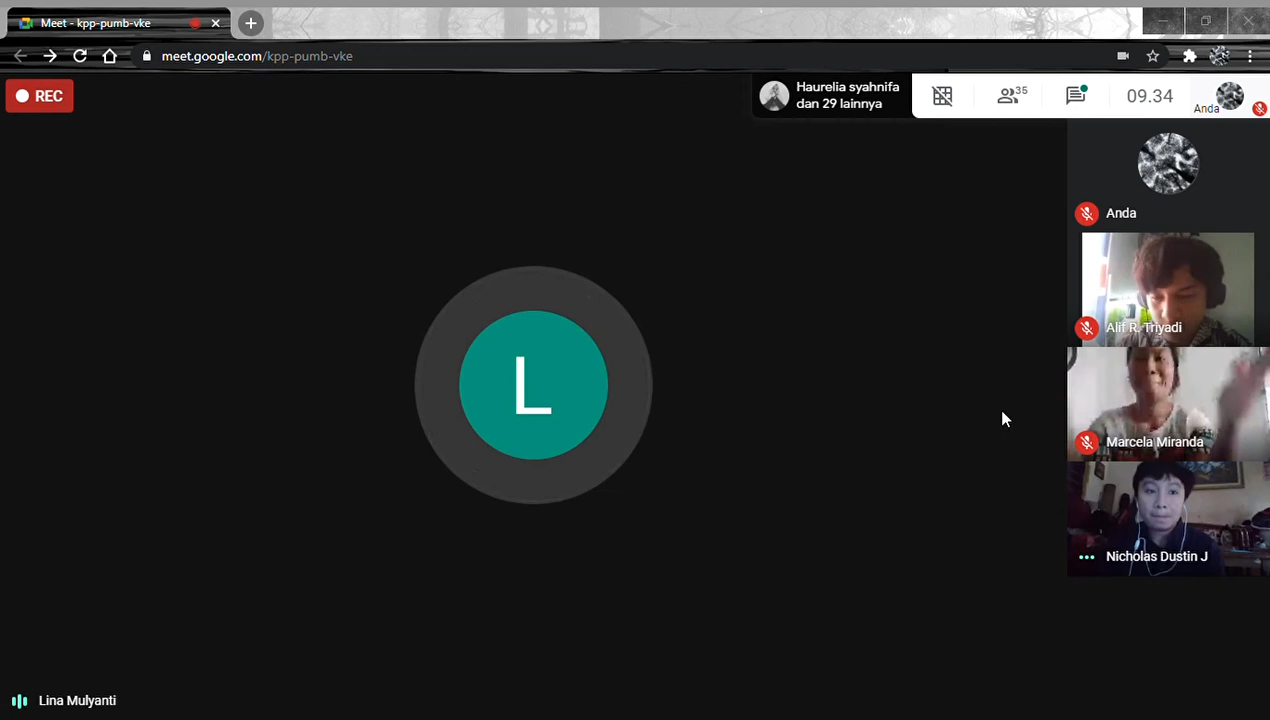 Meet - kpp-pumb-vke
meet.google.com/kpp-pumb-vke
REC
Haurelia syahnifa
dan 29 lainnya
35
09.34
Anda
Anda
Alif R. Triyadi
Marcela Miranda
Nicholas Dustin J
L
Lina Mulyanti